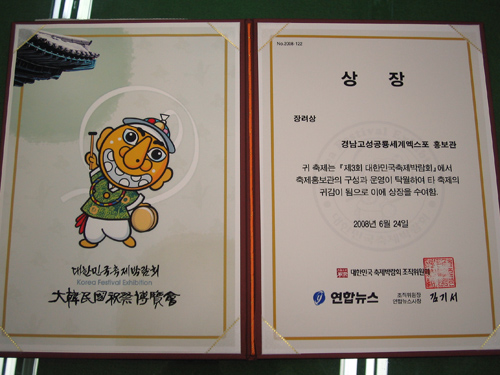 대한민국축제박람회
Korea Festival Exhibition
大韓民國祝祭博覽會
No.2008-122
상 장
장려상
경남고성공룡세계엑스포 홍보관
귀 축제는 『제3회 대한민국축제박람회』에서
축제홍보관의 구성과 운영이 탁월하여 타 축제의
귀감이 됨으로 이에 상장을 수여함.
2008년 6월 24일
대한민국 축제박람회 조직위원회
연합뉴스
조직위원장
연합뉴스사장
김 기 서